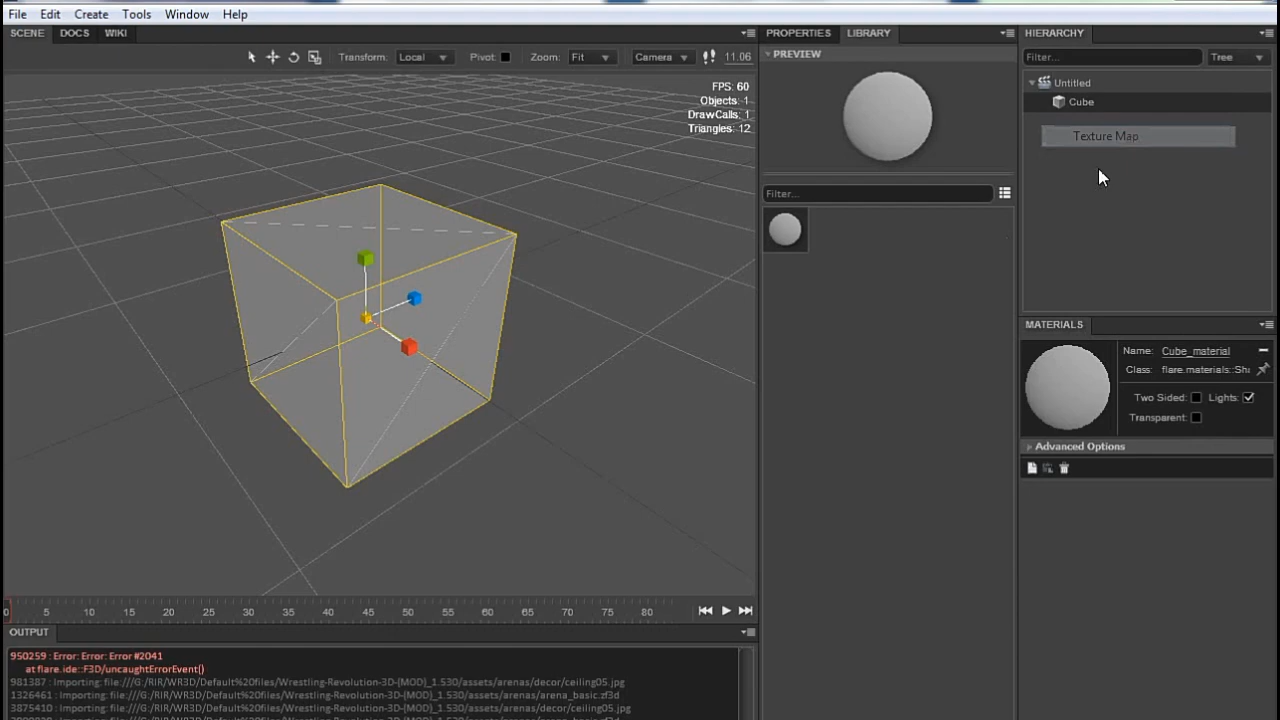 File Edit Create Tools Window Help
SCENE DOCS WIKI
Transform: Local Pivot: Zoom: Fit Camera 11.06
FPS: 60
Objects: 1
DrawCalls: 1
Triangles: 12
PROPERTIES LIBRARY
PREVIEW
Filter...
HIERARCHY
Filter... Tree
Untitled
Cube
Texture Map
MATERIALS
Name: Cube_material
Class: flare.materials::Sh
Two Sided: Lights:
Transparent:
Advanced Options
0 5 10 15 20 25 30 35 40 45 50 55 60 65 70 75 80
OUTPUT
950259 : Error: Error: Error #2041
at flare.ide::F3D/uncaughtErrorEvent()
981387 : Importing: file:///G:/RIR/WR3D/Default%20files/Wrestling-Revolution-3D-(MOD)_1.530/assets/arenas/decor/ceiling05.jpg
1326461 : Importing: file:///G:/RIR/WR3D/Default%20files/Wrestling-Revolution-3D-(MOD)_1.530/assets/arenas/arena_basic.zf3d
3875410 : Importing: file:///G:/RIR/WR3D/Default%20files/Wrestling-Revolution-3D-(MOD)_1.530/assets/arenas/decor/ceiling05.jpg